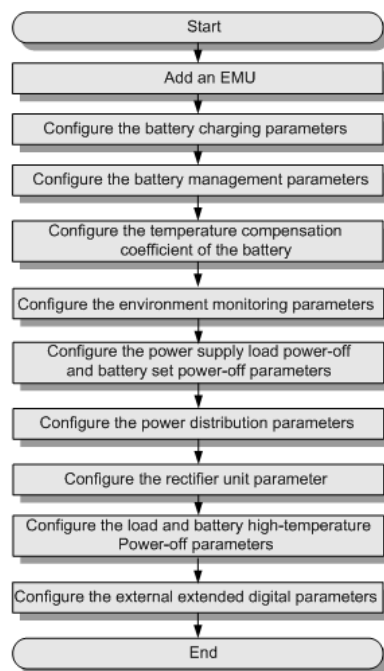 Start
Add an EMU
Configure the battery charging parameters
Configure the battery management parameters
Configure the temperature compensation
coefficient of the battery
Configure the environment monitoring parameters
Configure the power supply load power-off
and battery set power-off parameters
Configure the power distribution parameters
Configure the rectifier unit parameter
Configure the load and battery high-temperature
Power-off parameters
Configure the external extended digital parameters
End